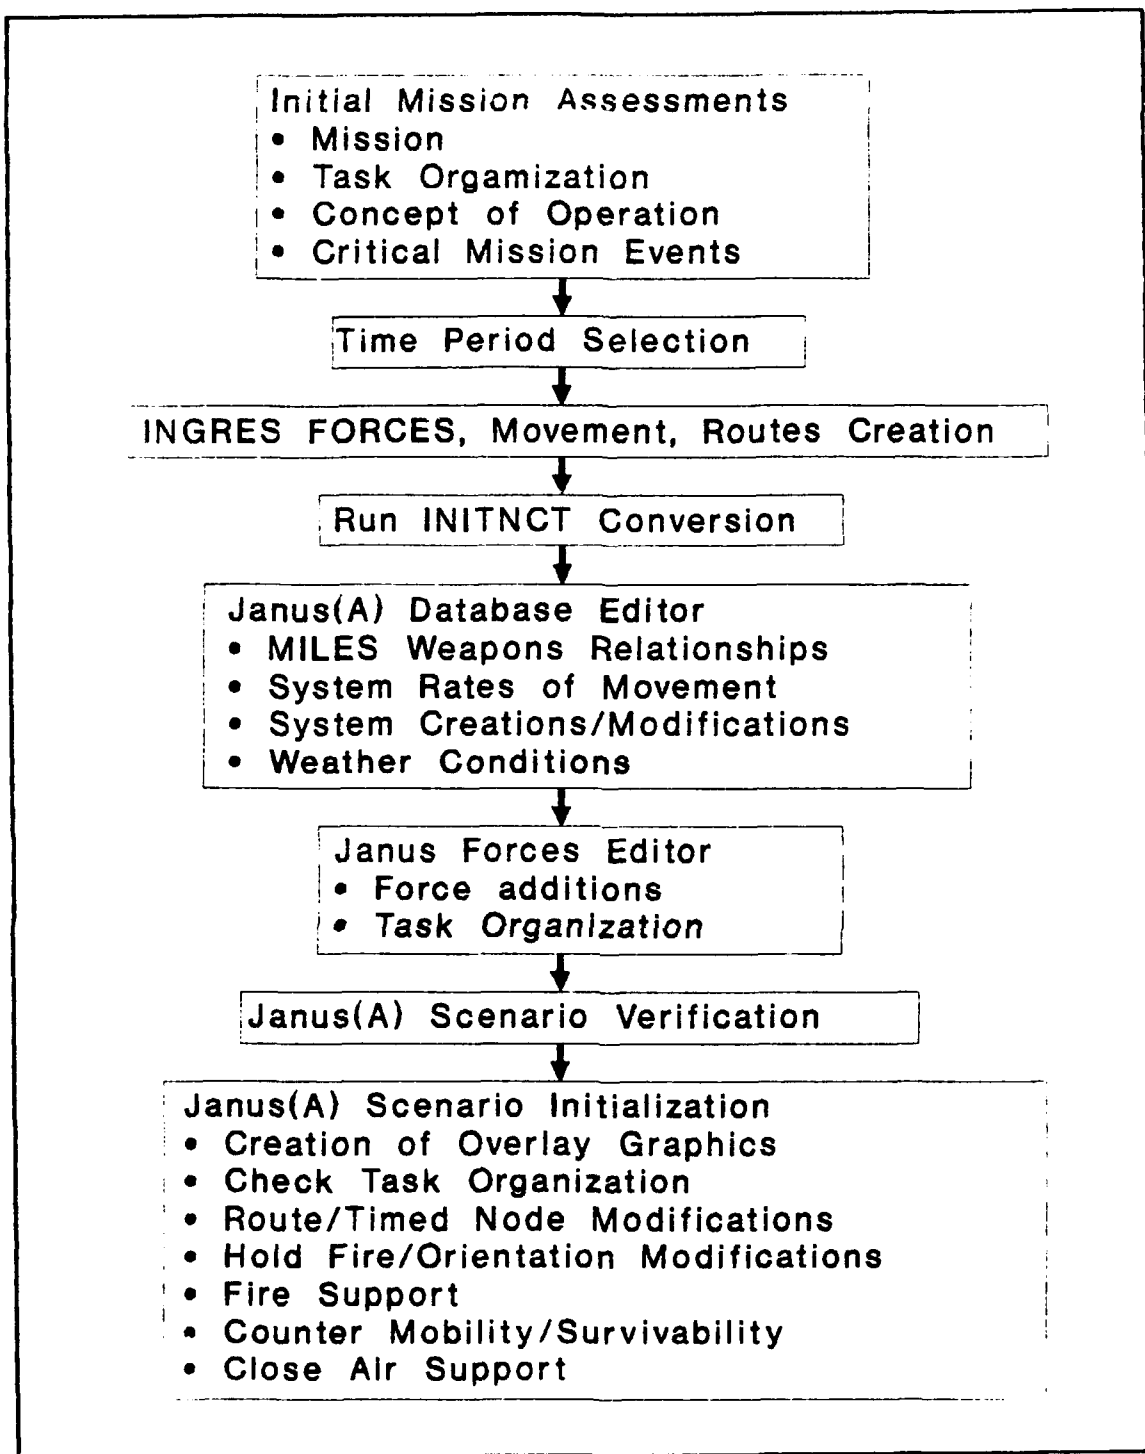 Initial Mission Assessments
• Mission
• Task Orgamization
• Concept of Operation
• Critical Mission Events
Time Period Selection
INGRES FORCES, Movement, Routes Creation
Run INITNCT Conversion
Janus(A) Database Editor
• MILES Weapons Relationships
• System Rates of Movement
• System Creations/Modifications
• Weather Conditions
Janus Forces Editor
• Force additions
• Task Organization
Janus(A) Scenario Verification
Janus(A) Scenario Initialization
• Creation of Overlay Graphics
• Check Task Organization
• Route/Timed Node Modifications
• Hold Fire/Orientation Modifications
• Fire Support
• Counter Mobility/Survivability
• Close Air Support